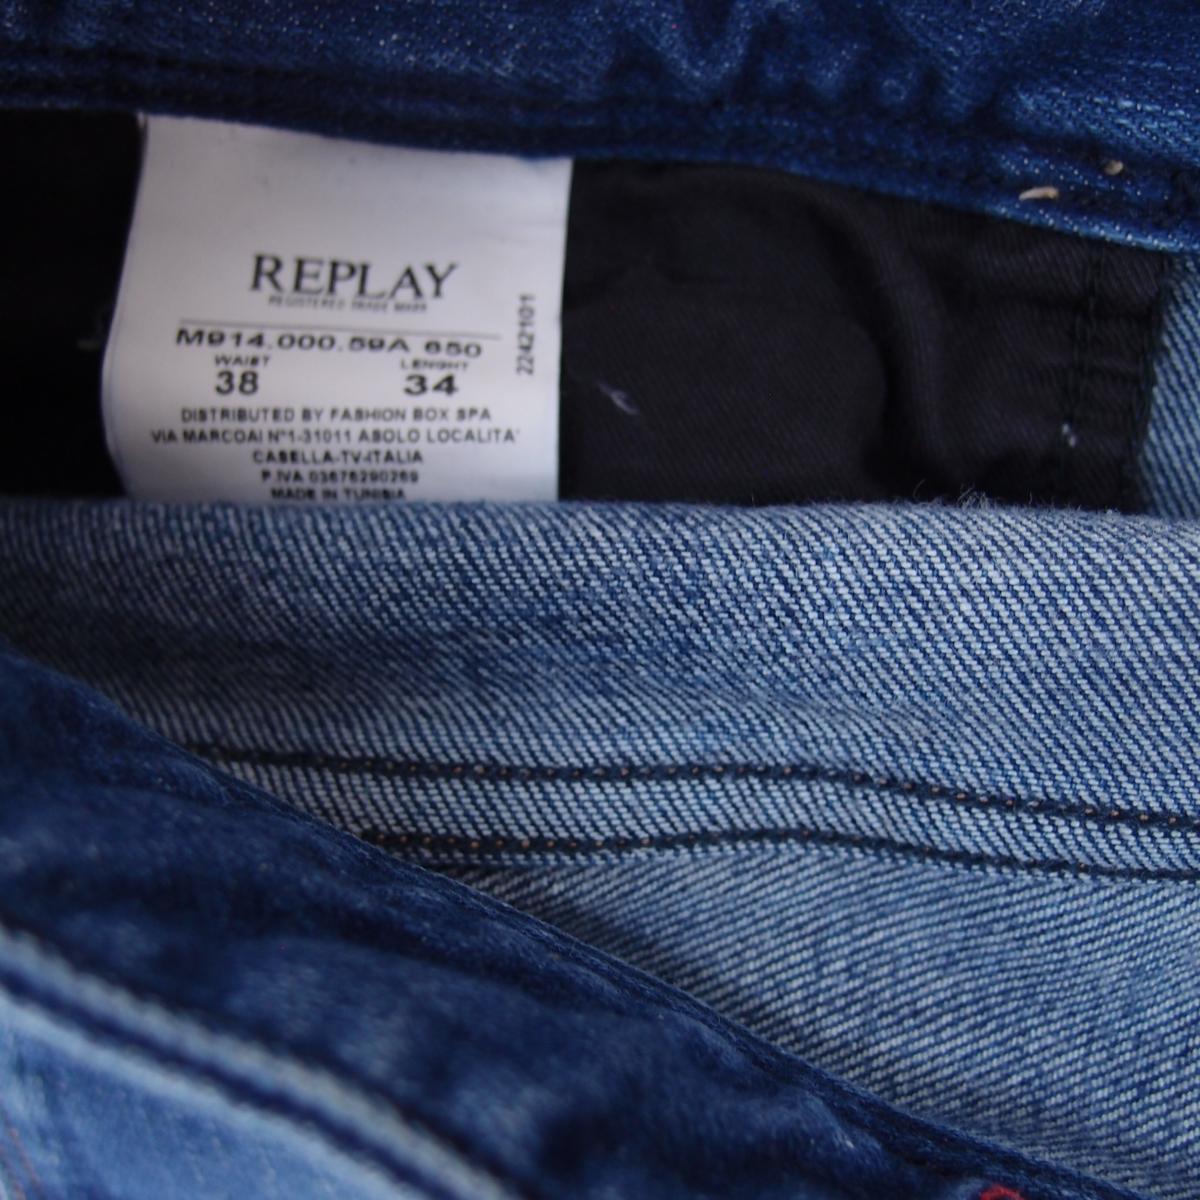 REPLAY
REGISTERED TRADE MARK
M914.000.59A 650
WAIST LENGHT
38 34
DISTRIBUTED BY FASHION BOX SPA
VIA MARCOAI N°1-31011 ASOLO LOCALITA'
CASELLA-TV-ITALIA
P.IVA 03676290269
MADE IN TUNISIA
2242101